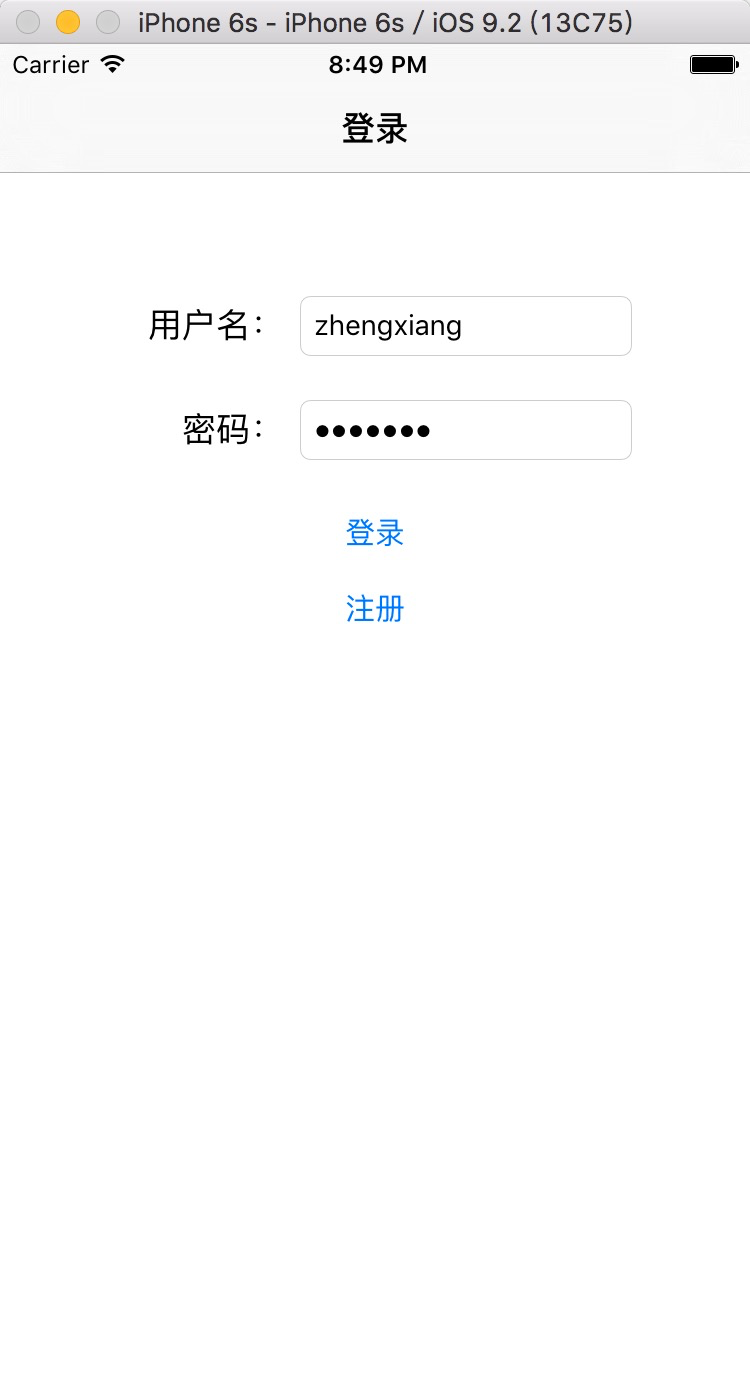 iPhone 6s - iPhone 6s / iOS 9.2 (13C75)
Carrier 8:49 PM
登录
用户名： zhengxiang
密码： •••••••
登录
注册